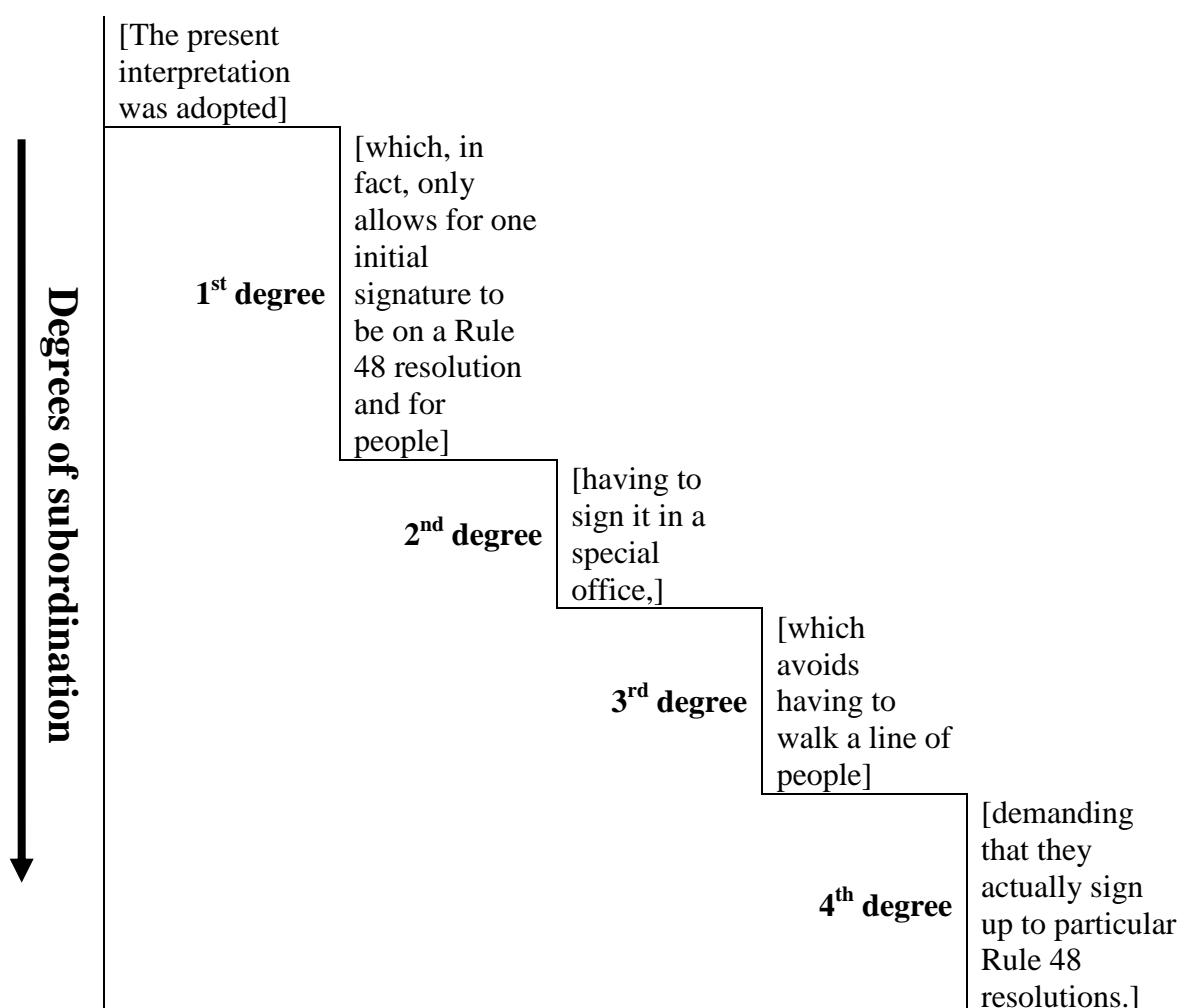 [The present
interpretation
was adopted]
Degrees of subordination
1st degree
[which, in
fact, only
allows for one
initial
signature to
be on a Rule
48 resolution
and for
people]
2nd degree
[having to
sign it in a
special
office,]
3rd degree
[which
avoids
having to
walk a line of
people]
4th degree
[demanding
that they
actually sign
up to particular
Rule 48
resolutions.]